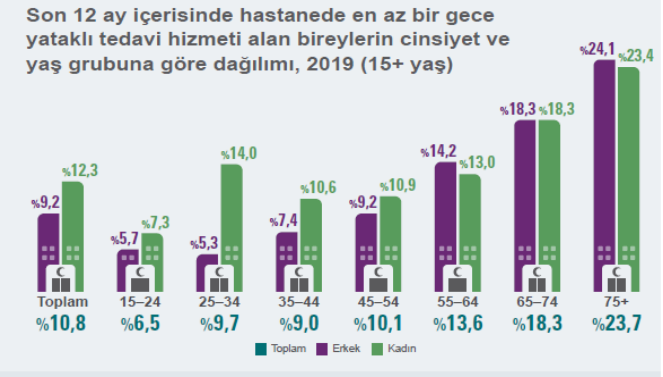 Son 12 ay içerisinde hastanede en az bir gece
yataklı tedavi hizmeti alan bireylerin cinsiyet ve
yaş grubuna göre dağılımı, 2019 (15+ yaş)
%9,2 %12,3 %5,7 %7,3 %5,3 %14,0 %7,4 %10,6 %9,2 %10,9 %14,2 %13,0 %18,3 %18,3 %24,1 %23,4
Toplam 15–24 25–34 35–44 45–54 55–64 65–74 75+
%10,8 %6,5 %9,7 %9,0 %10,1 %13,6 %18,3 %23,7
Toplam Erkek Kadın